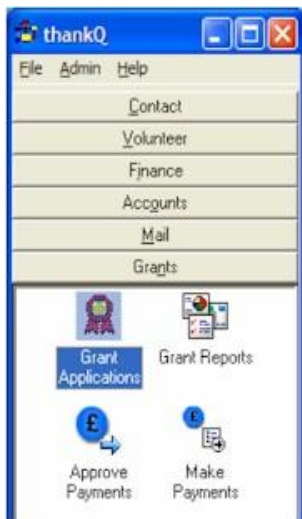 thankQ
File Admin Help
Contact
Volunteer
Finance
Accounts
Mail
Grants
Grant Applications
Grant Reports
£
Approve Payments
£
Make Payments